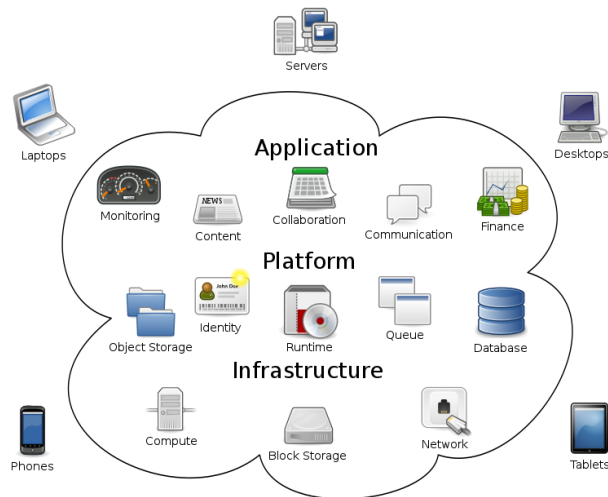 Servers
Laptops
Desktops
Application
Monitoring
NEWS
Content
Collaboration
Communication
Finance
Platform
John Doe
Object Storage
Identity
Runtime
Queue
Database
Infrastructure
Compute
Block Storage
Network
Phones
Tablets